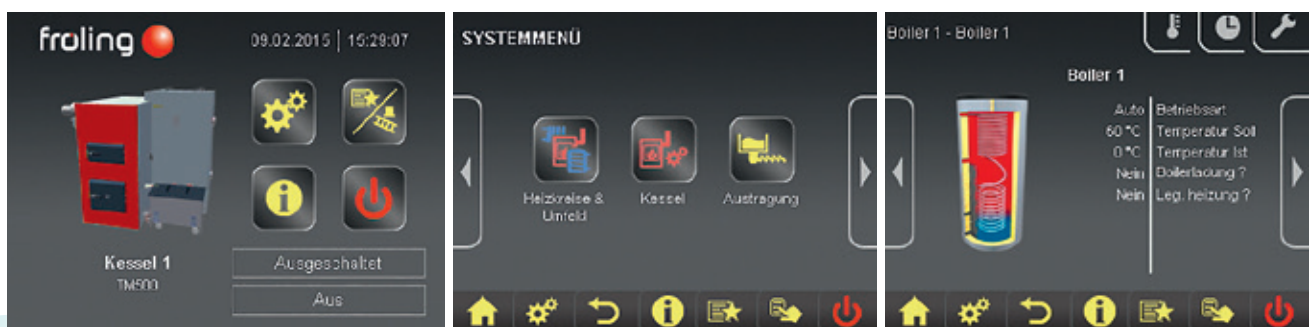 froling
09.02.2015 | 15:29:07
Kessel 1
TM500
Ausgeschaltet
Aus
SYSTEMMENÜ
Heizkreise &
Umfeld
Kessel
Austragung
Boiler 1 - Boiler 1
Boiler 1
Auto Betriebsart
60 °C Temperatur Soll
0 °C Temperatur Ist
Nein Boilerladung ?
Nein Leg. heizung ?